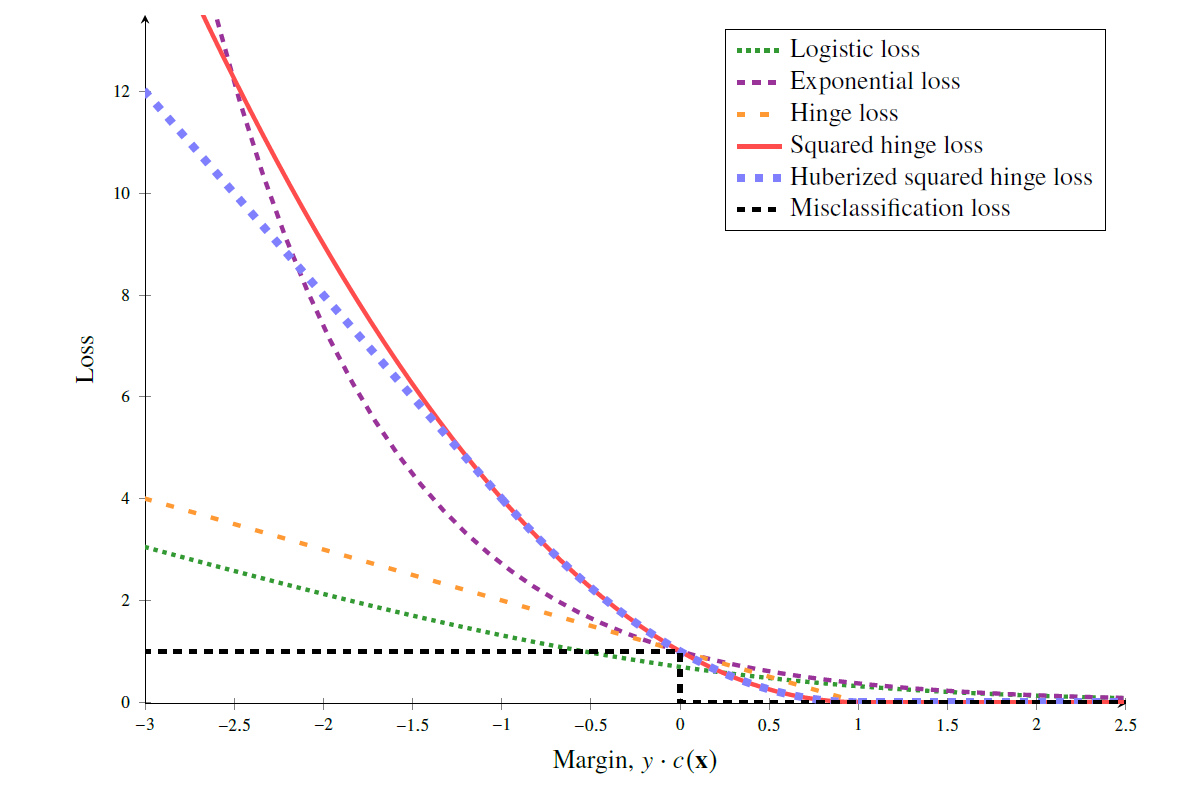 Logistic loss
Exponential loss
Hinge loss
Squared hinge loss
Huberized squared hinge loss
Misclassification loss
Loss
12
10
8
6
4
2
0
−3 −2.5 −2 −1.5 −1 −0.5 0 0.5 1 1.5 2 2.5
Margin, y · c(x)